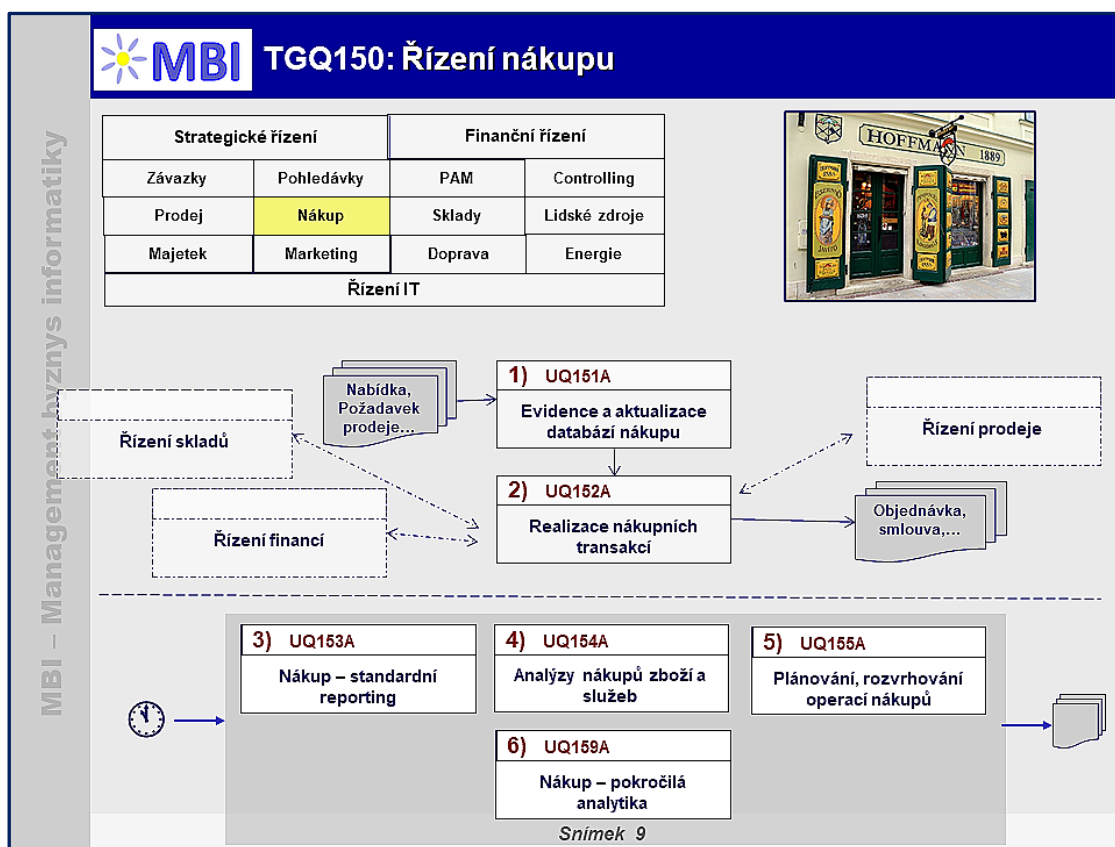 MBI
TGQ150: Řízení nákupu
MBI – Management byznys informatiky
Strategické řízení
Finanční řízení
Závazky
Pohledávky
PAM
Controlling
Prodej
Nákup
Sklady
Lidské zdroje
Majetek
Marketing
Doprava
Energie
Řízení IT
HOFFMANN
1889
Nabídka,
Požadavek
prodeje…
1) UQ151A
Evidence a aktualizace
databází nákupu
Řízení skladů
Řízení prodeje
2) UQ152A
Realizace nákupních
transakcí
Řízení financí
Objednávka,
smlouva,…
3) UQ153A
Nákup – standardní
reporting
4) UQ154A
Analýzy nákupů zboží a
služeb
5) UQ155A
Plánování, rozvrhování
operací nákupů
6) UQ159A
Nákup – pokročilá
analytika
Snímek 9